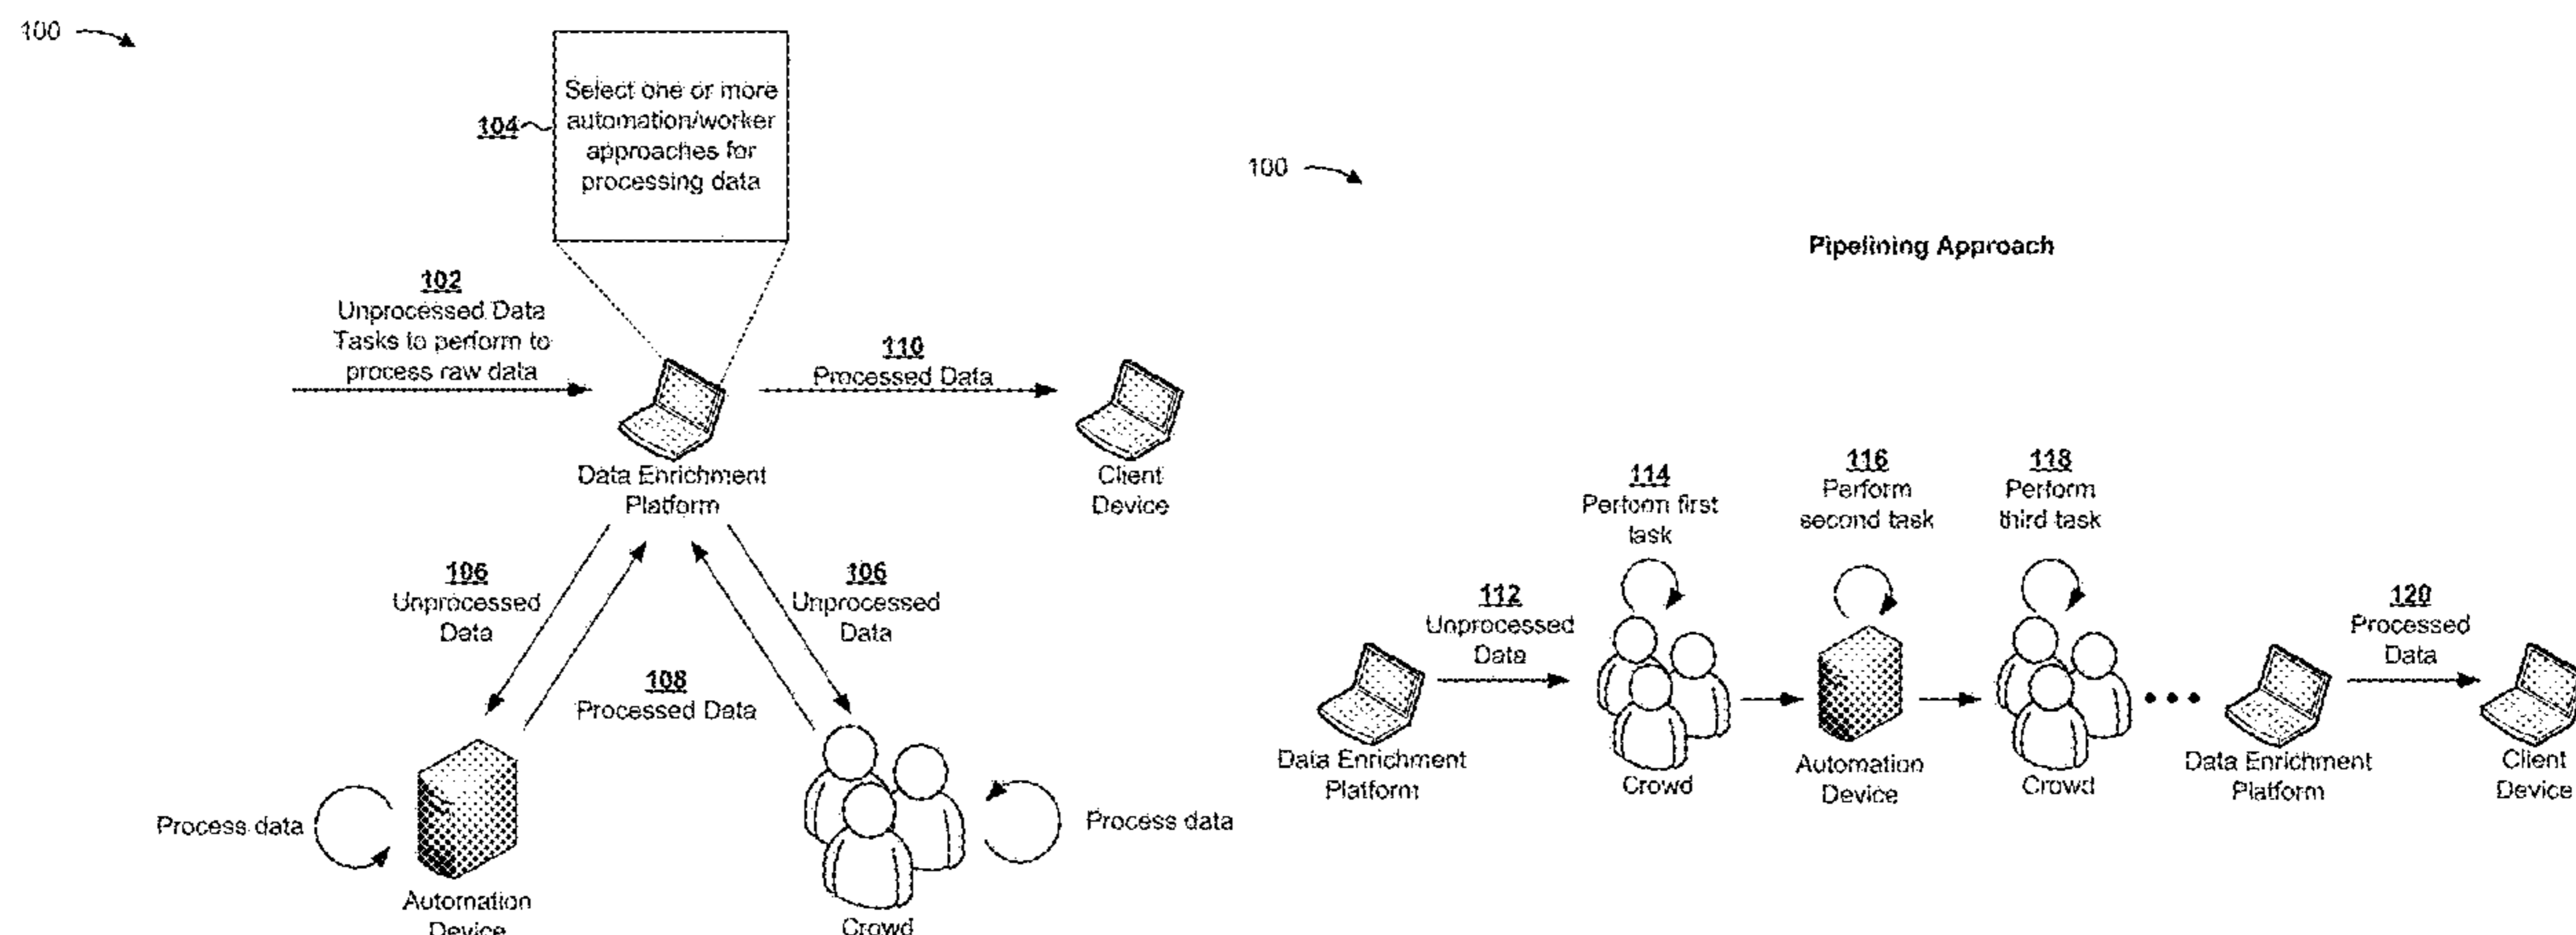 100
Select one or more
automation/worker
approaches for
processing data
104
102
Unprocessed Data
Tasks to perform to
process raw data
110
Processed Data
Data Enrichment
Platform
Client
Device
106
Unprocessed
Data
106
Unprocessed
Data
108
Processed Data
Process data
Process data
Automation
Device
Crowd
100
Pipelining Approach
114
Perform first
task
116
Perform
second task
118
Perform
third task
112
Unprocessed
Data
120
Processed
Data
Data Enrichment
Platform
Crowd
Automation
Device
Crowd
Data Enrichment
Platform
Client
Device